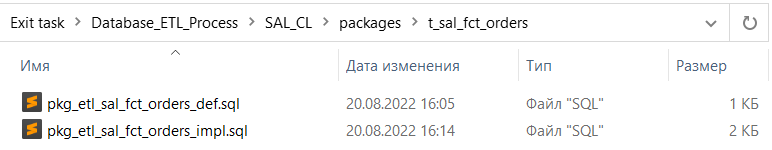 Exit task > Database_ETL_Process > SAL_CL > packages > t_sal_fct_orders
Имя Дата изменения Тип Размер
pkg_etl_sal_fct_orders_def.sql 20.08.2022 16:05 Файл "SQL" 1 КБ
pkg_etl_sal_fct_orders_impl.sql 20.08.2022 16:14 Файл "SQL" 2 КБ